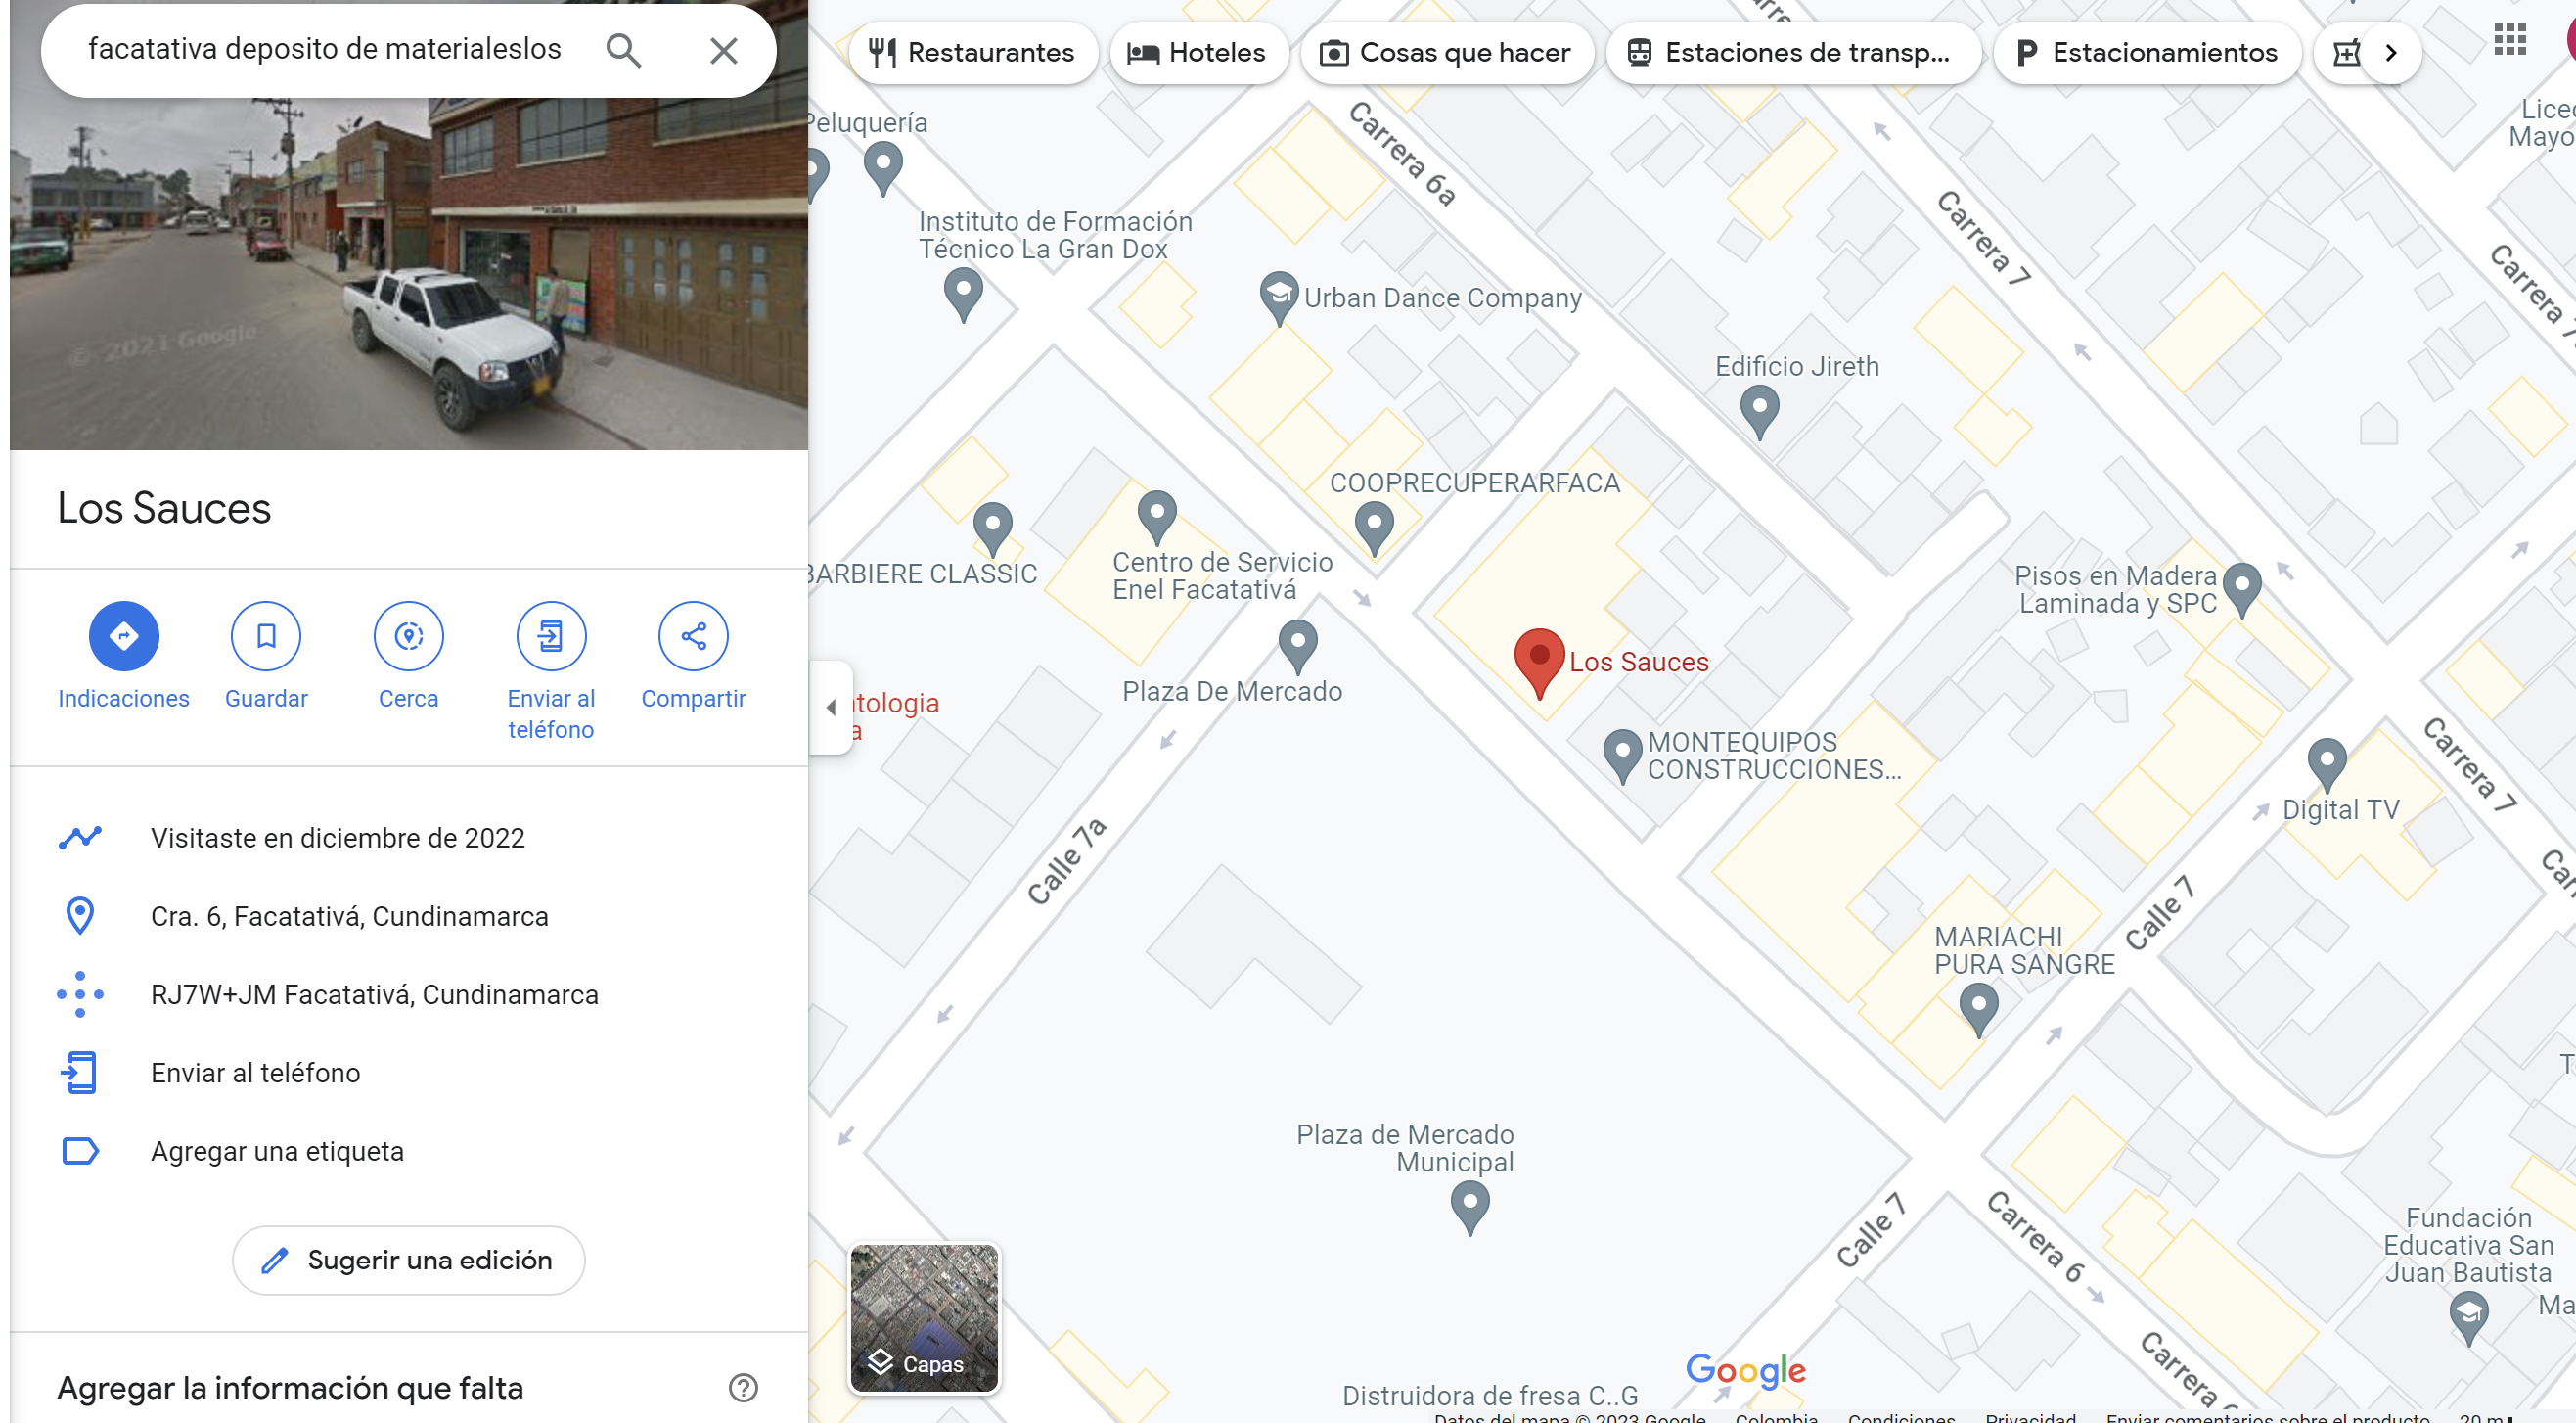 facatativa deposito de materialeslos
© 2021 Google
Los Sauces
Indicaciones
Guardar
Cerca
Enviar al
teléfono
Compartir
Visitaste en diciembre de 2022
Cra. 6, Facatativá, Cundinamarca
RJ7W+JM Facatativá, Cundinamarca
Enviar al teléfono
Agregar una etiqueta
Sugerir una edición
Agregar la información que falta
Restaurantes
Hoteles
Cosas que hacer
Estaciones de transp...
P Estacionamientos
Peluquería
Carrera 6a
Carrera 7
Carrera 7
Instituto de Formación
Técnico La Gran Dox
Urban Dance Company
Edificio Jireth
COOPRECUPERARFACA
BARBIERE CLASSIC
Centro de Servicio
Enel Facatativá
Pisos en Madera
Laminada y SPC
Plaza De Mercado
Los Sauces
MONTEQUIPOS
CONSTRUCCIONES...
Carrera 7
Digital TV
Calle 7a
MARIACHI
PURA SANGRE
Calle 7
Plaza de Mercado
Municipal
Calle 7
Carrera 6
Fundación
Educativa San
Juan Bautista
Carrera
Capas
Google
Distruidora de fresa C..G
Datos del mapa © 2023 Google
Colombia
Condiciones
Privacidad
Enviar comentarios sobre el producto
20 m